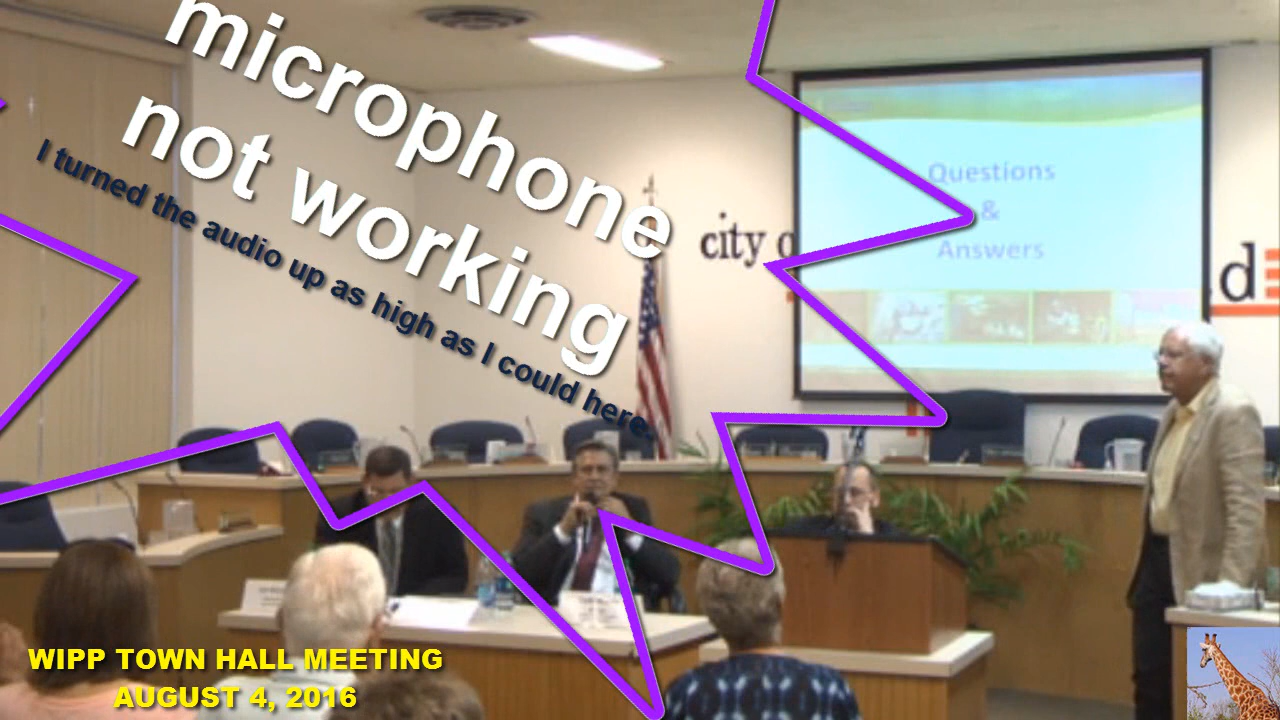 microphone
not working
I turned the audio up as high as I could here.
Questions
&
Answers
city o
d
WIPP TOWN HALL MEETING
AUGUST 4, 2016